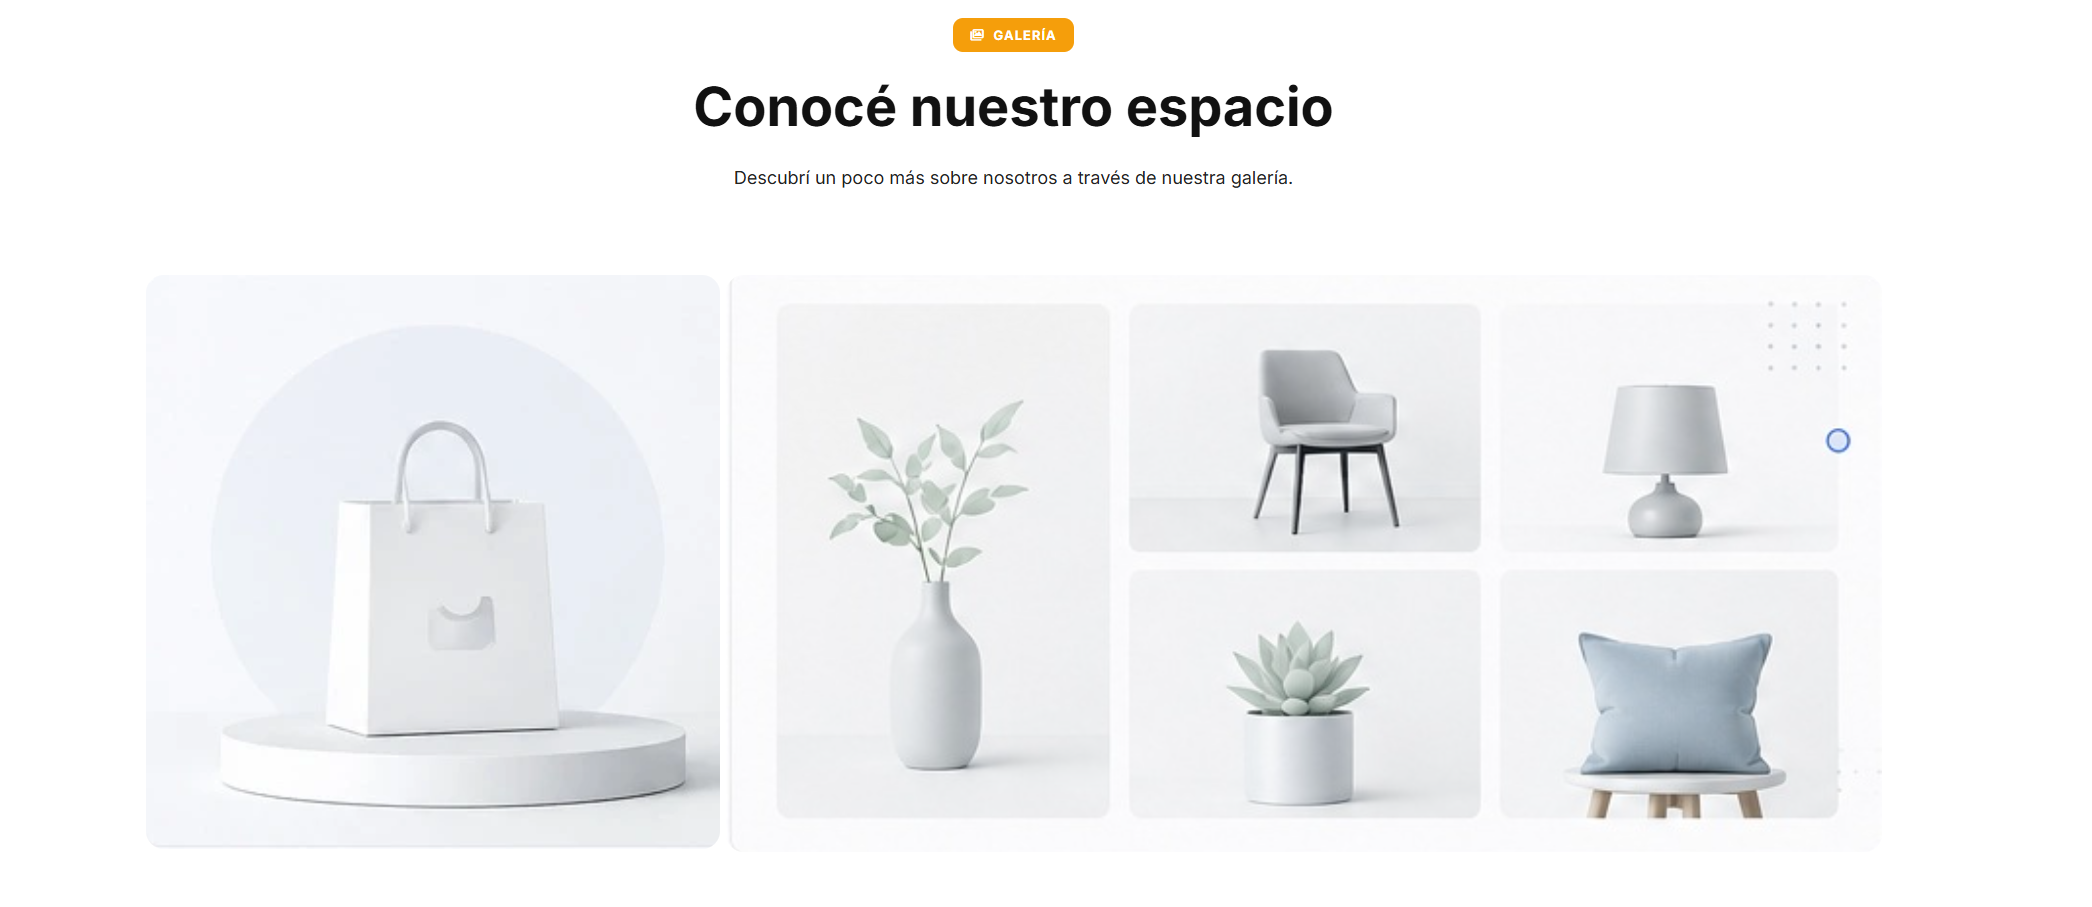 GALERÍA
Conocé nuestro espacio
Descubrí un poco más sobre nosotros a través de nuestra galería.